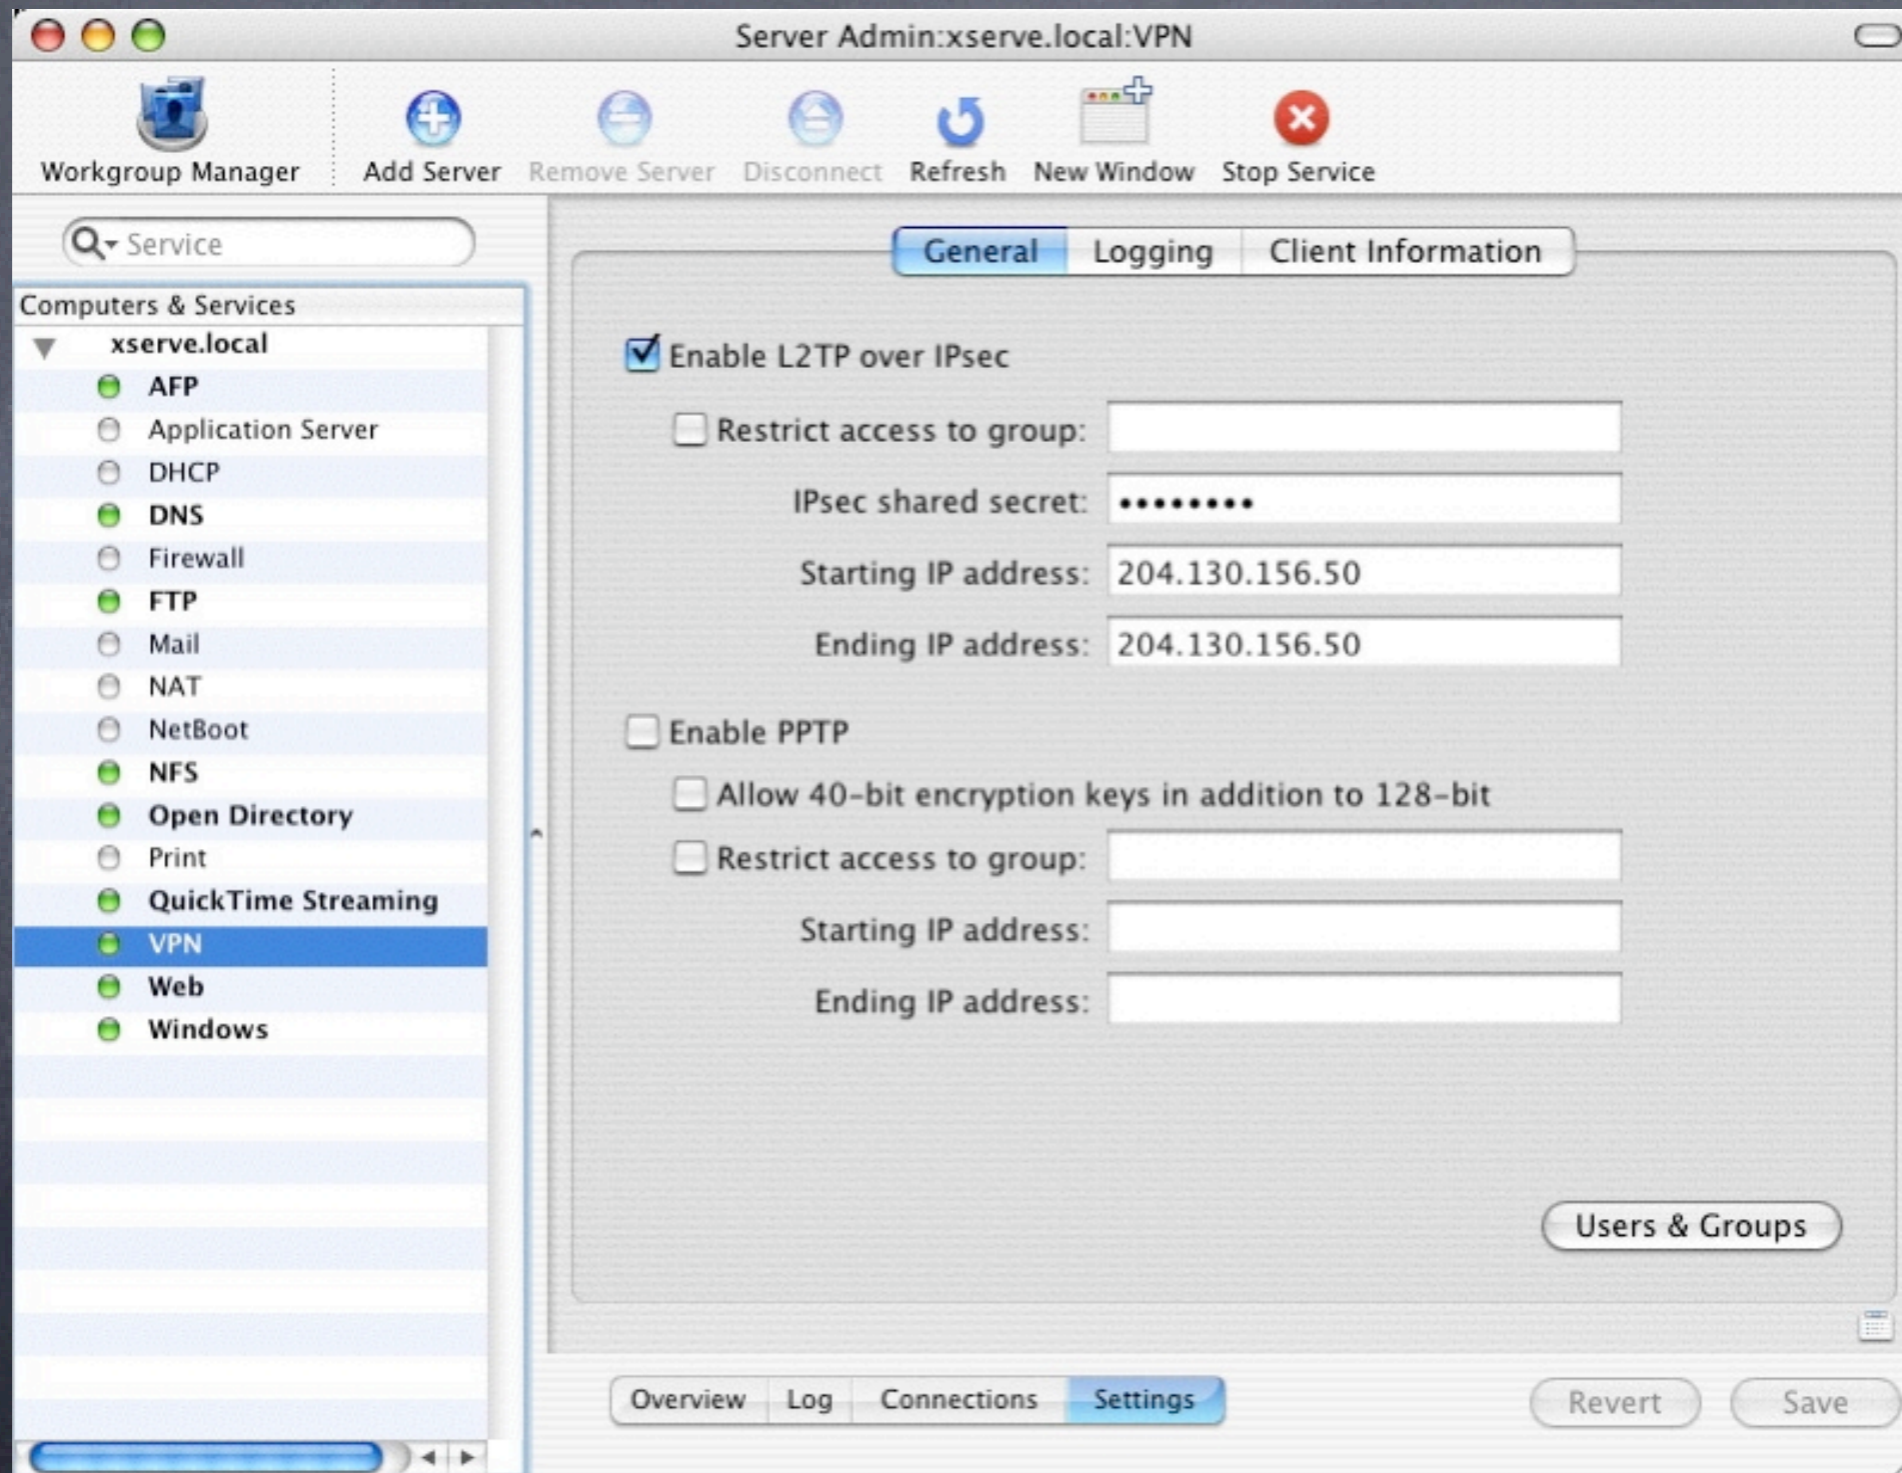 Server Admin:xserve.local:VPN
Workgroup Manager
Add Server
Remove Server
Disconnect
Refresh
New Window
Stop Service
Service
Computers & Services
xserve.local
AFP
Application Server
DHCP
DNS
Firewall
FTP
Mail
NAT
NetBoot
NFS
Open Directory
Print
QuickTime Streaming
VPN
Web
Windows
General
Logging
Client Information
Enable L2TP over IPsec
Restrict access to group:
IPsec shared secret: ••••••••
Starting IP address: 204.130.156.50
Ending IP address: 204.130.156.50
Enable PPTP
Allow 40-bit encryption keys in addition to 128-bit
Restrict access to group:
Starting IP address:
Ending IP address:
Users & Groups
Overview
Log
Connections
Settings
Revert
Save